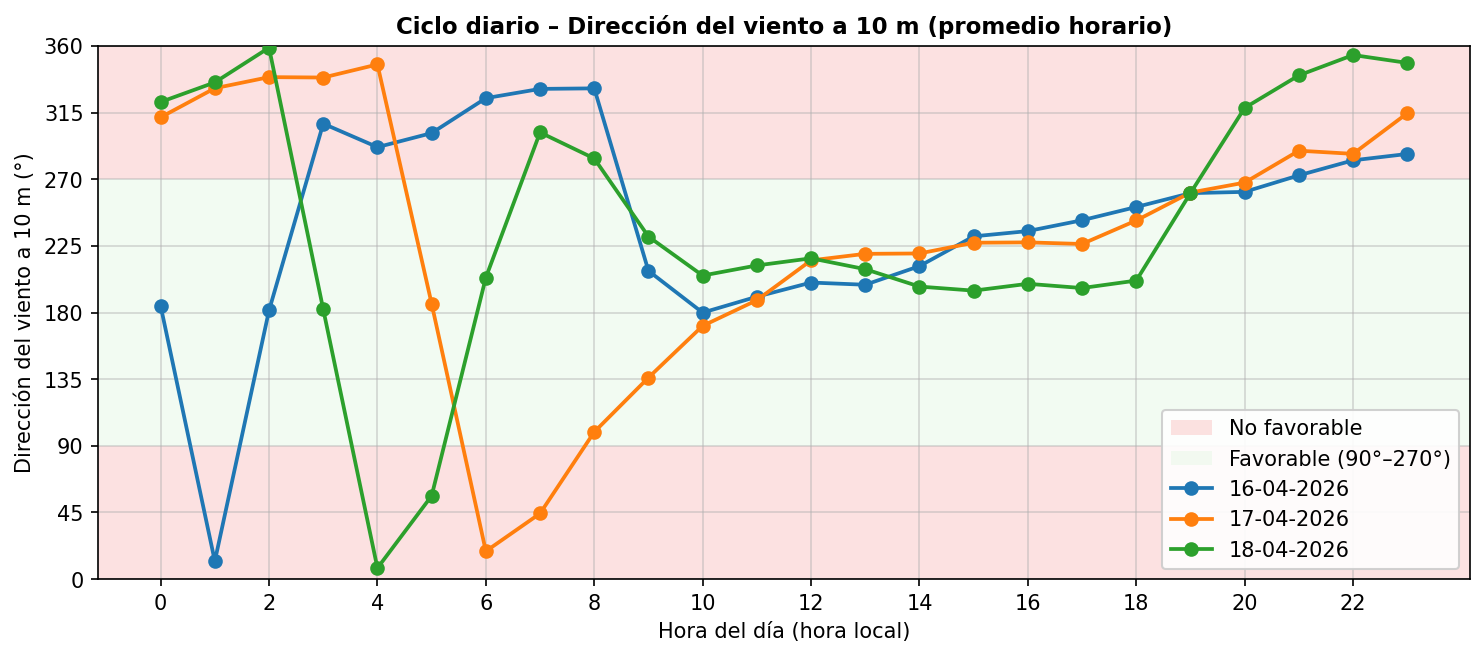 Ciclo diario – Dirección del viento a 10 m (promedio horario)
Dirección del viento a 10 m (°)
360
315
270
225
180
135
90
45
0
No favorable
Favorable (90°–270°)
16-04-2026
17-04-2026
18-04-2026
0 2 4 6 8 10 12 14 16 18 20 22
Hora del día (hora local)